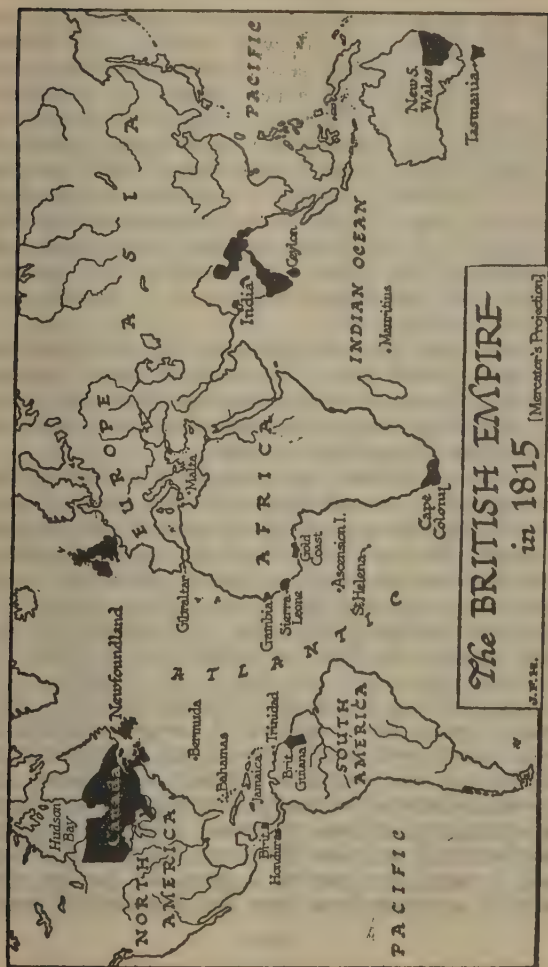 PACIFIC
ASIA
EUROPE
New S.
Wales
Tasmania
India
Ceylon
INDIAN OCEAN
Mauritius
Malta
AFRICA
Gibraltar
Gambia
Sierra
Leone
Gold
Coast
Ascension I.
St Helena
Cape
Colony
ATLANTIC
Newfoundland
Hudson
Bay
Canada
NORTH
AMERICA
Bermuda
Bahamas
Jamaica
Trinidad
Brit
Guiana
Brit
Honduras
SOUTH
AMERICA
PACIFIC
The BRITISH EMPIRE
in 1815
[Mercator's Projection]
J.F.H.